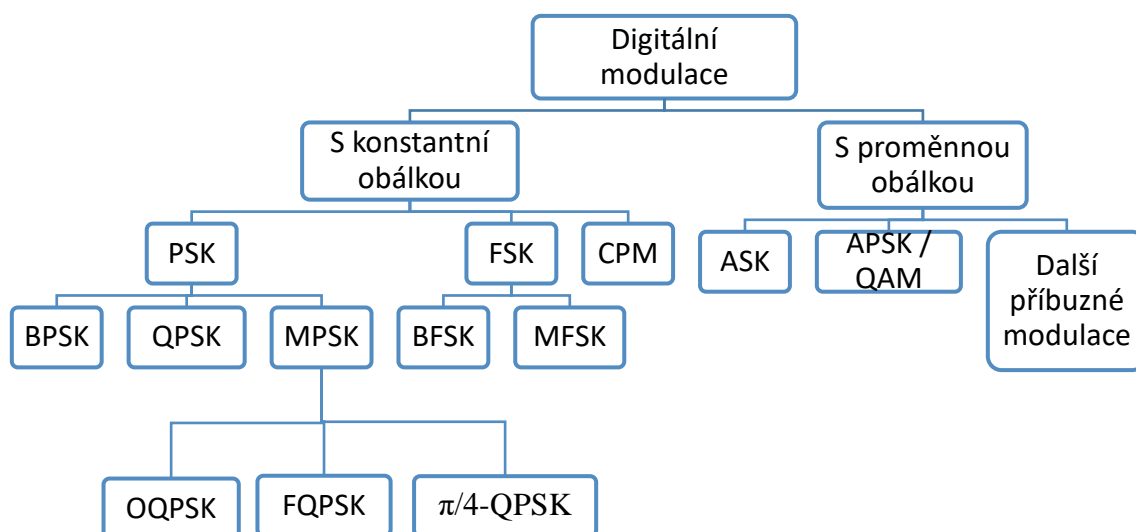 Digitální
modulace
S konstantní
obálkou
S proměnnou
obálkou
PSK
FSK
CPM
ASK
APSK /
QAM
Další
příbuzné
modulace
BPSK
QPSK
MPSK
BFSK
MFSK
OQPSK
FQPSK
π/4-QPSK